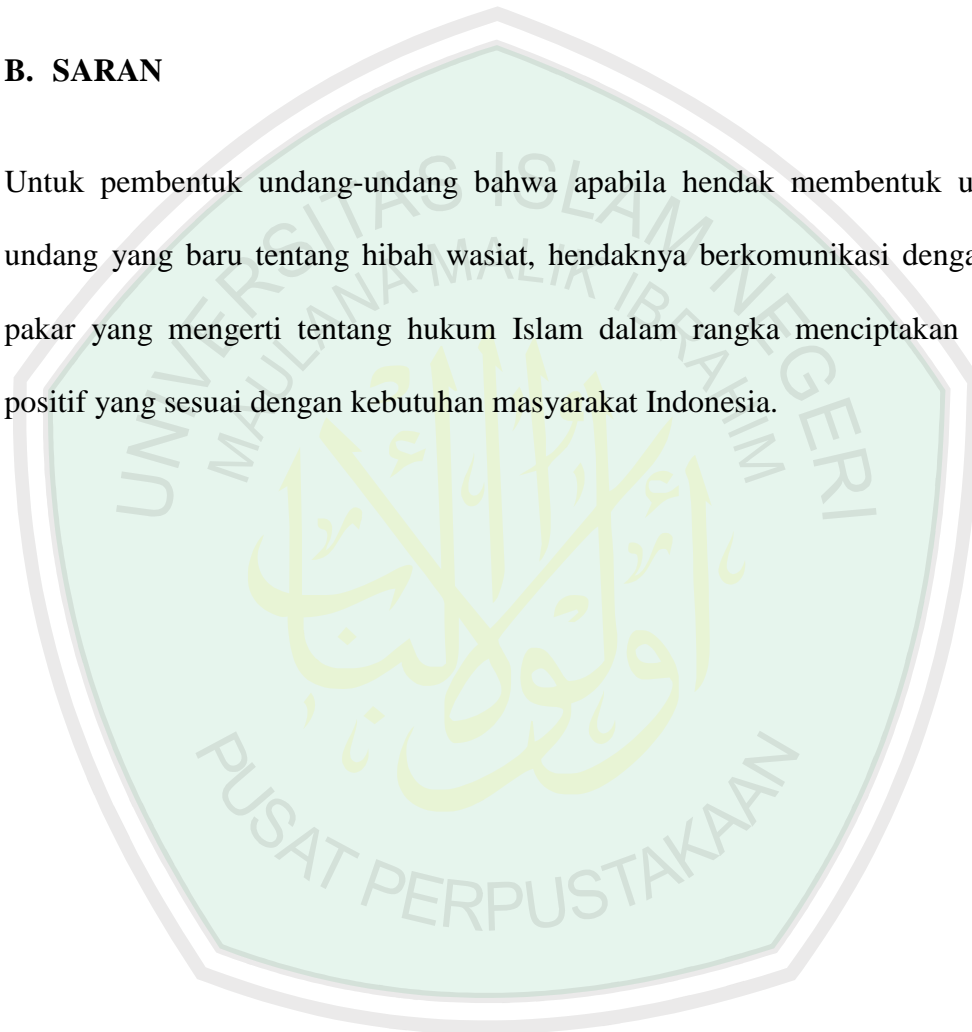 B. SARAN
Untuk pembentuk undang-undang bahwa apabila hendak membentuk u
undang yang baru tentang hibah wasiat, hendaknya berkomunikasi denga
pakar yang mengerti tentang hukum Islam dalam rangka menciptakan
positif yang sesuai dengan kebutuhan masyarakat Indonesia.
UNIVERSITAS ISLAM NEGERI
MAULANA MALIK IBRAHIM
أولوا الألباب
PUSAT PERPUSTAKAAN